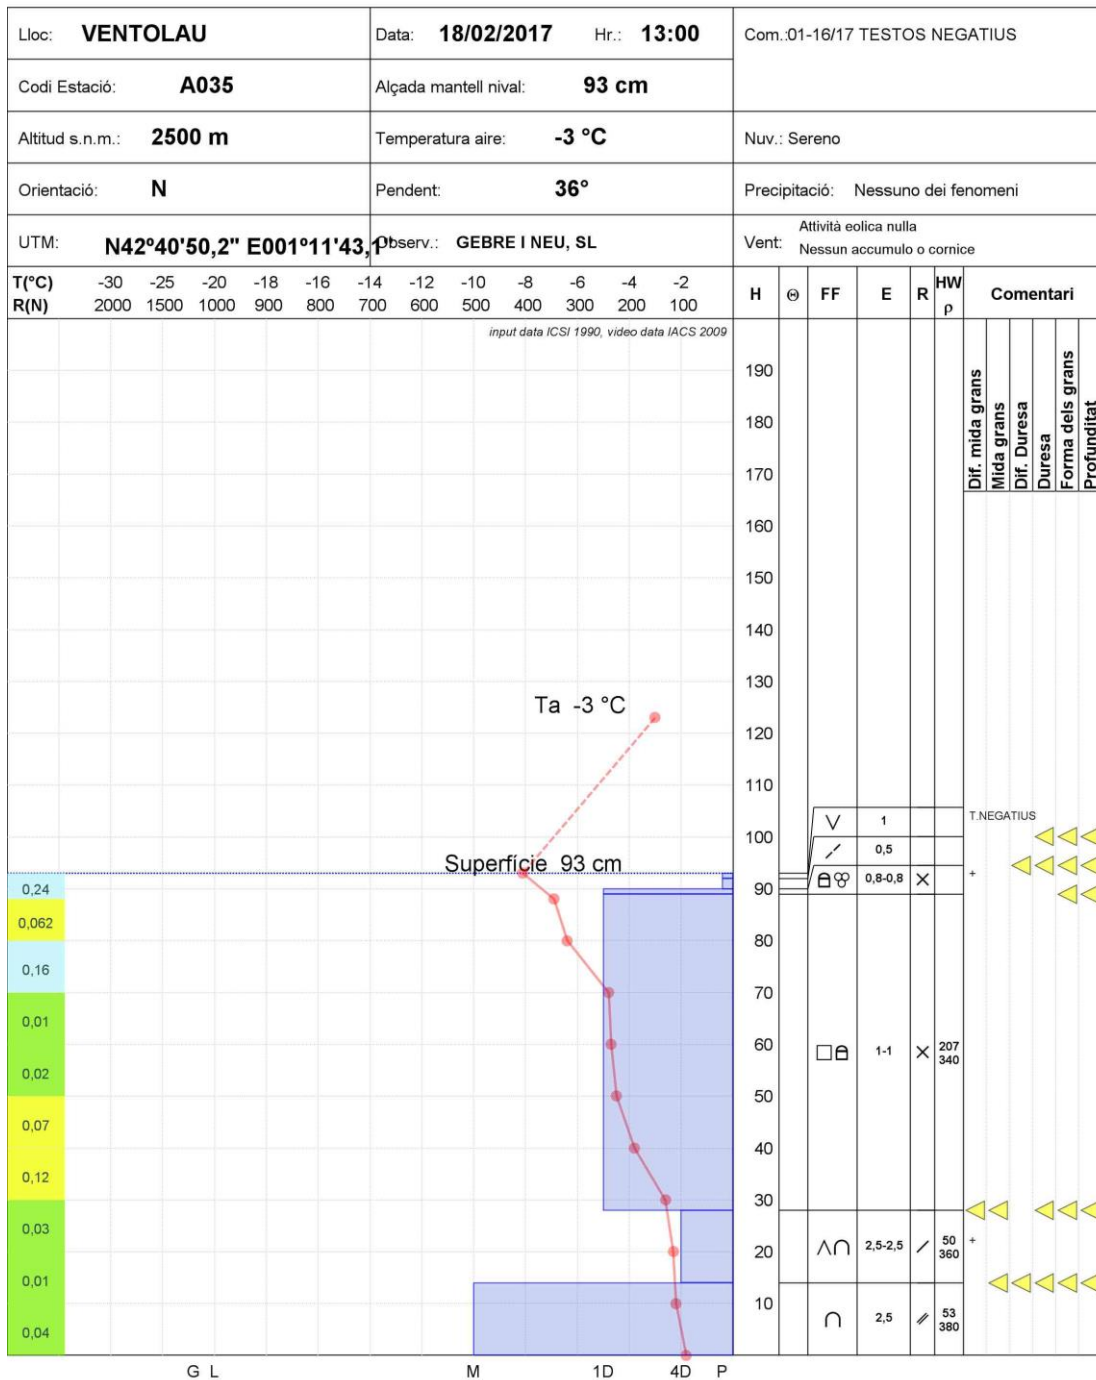 Lloc: VENTOLAU Data: 18/02/2017 Hr.: 13:00 Com.:01-16/17 TESTOS NEGATIUS
Codi Estació: A035 Alçada mantell nival: 93 cm
Altitud s.n.m.: 2500 m Temperatura aire: -3 °C Nuv.: Sereno
Orientació: N Pendent: 36° Precipitació: Nessuno dei fenomeni
UTM: N42º40'50,2" E001º11'43,1" Observ.: GEBRE I NEU, SL Vent: Attività eolica nulla
Nessun accumulo o cornice
T(°C) -30 -25 -20 -18 -16 -14 -12 -10 -8 -6 -4 -2
R(N) 2000 1500 1000 900 800 700 600 500 400 300 200 100
H Θ FF E R HW ρ Comentari
input data ICSI 1990, video data IACS 2009
Dif. mida grans
Mida grans
Dif. Duresa
Duresa
Forma dels grans
Profunditat
190
180
170
160
150
140
130
Ta -3 °C
120
110
1 T.NEGATIUS
100
0,5
Superfície 93 cm
0,24 90 0,8-0,8 +
0,062
80
0,16
70
0,01
60
1-1 207
340
0,02
50
0,07
40
0,12
30
0,03
20 2,5-2,5 50 +
360
0,01
10
2,5 53
380
0,04
G L M 1D 4D P